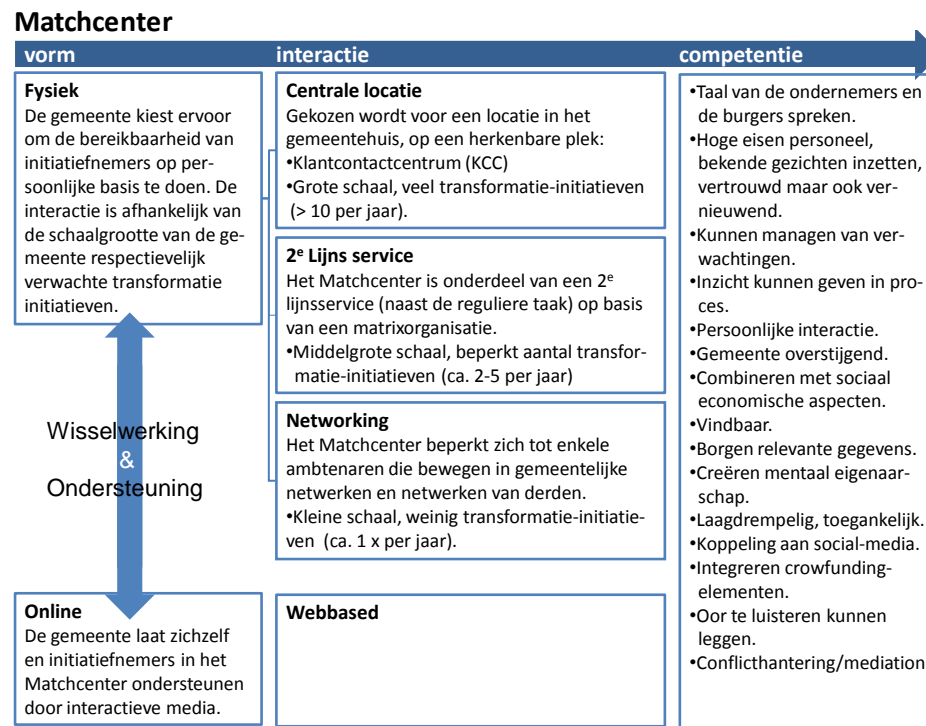 Matchcenter
vorm
interactie
competentie
Fysiek
De gemeente kiest ervoor
om de bereikbaarheid van
initiatiefnemers op per-
soonlijke basis te doen. De
interactie is afhankelijk van
de schaalgrootte van de ge-
meente respectievelijk
verwachte transformatie
initiatieven.
Wisselwerking
&
Ondersteuning
Online
De gemeente laat zichzelf
en initiatiefnemers in het
Matchcenter ondersteunen
door interactieve media.
Centrale locatie
Gekozen wordt voor een locatie in het
gemeentehuis, op een herkenbare plek:
•Klantcontactcentrum (KCC)
•Grote schaal, veel transformatie-initiatieven
(> 10 per jaar).
2e Lijns service
Het Matchcenter is onderdeel van een 2e
lijnsservice (naast de reguliere taak) op basis
van een matrixorganisatie.
•Middelgrote schaal, beperkt aantal transfor-
matie-initiatieven (ca. 2-5 per jaar)
Networking
Het Matchcenter beperkt zich tot enkele
ambtenaren die bewegen in gemeentelijke
netwerken en netwerken van derden.
•Kleine schaal, weinig transformatie-initiatie-
ven (ca. 1 x per jaar).
Webbased
•Taal van de ondernemers en
de burgers spreken.
•Hoge eisen personeel,
bekende gezichten inzetten,
vertrouwd maar ook ver-
nieuwend.
•Kunnen managen van ver-
wachtingen.
•Inzicht kunnen geven in pro-
ces.
•Persoonlijke interactie.
•Gemeente overstijgend.
•Combineren met sociaal
economische aspecten.
•Vindbaar.
•Borgen relevante gegevens.
•Creëren mentaal eigenaar-
schap.
•Laagdrempelig, toegankelijk.
•Koppeling aan social-media.
•Integreren crowfunding-
elementen.
•Oor te luisteren kunnen
leggen.
•Conflicthantering/mediation